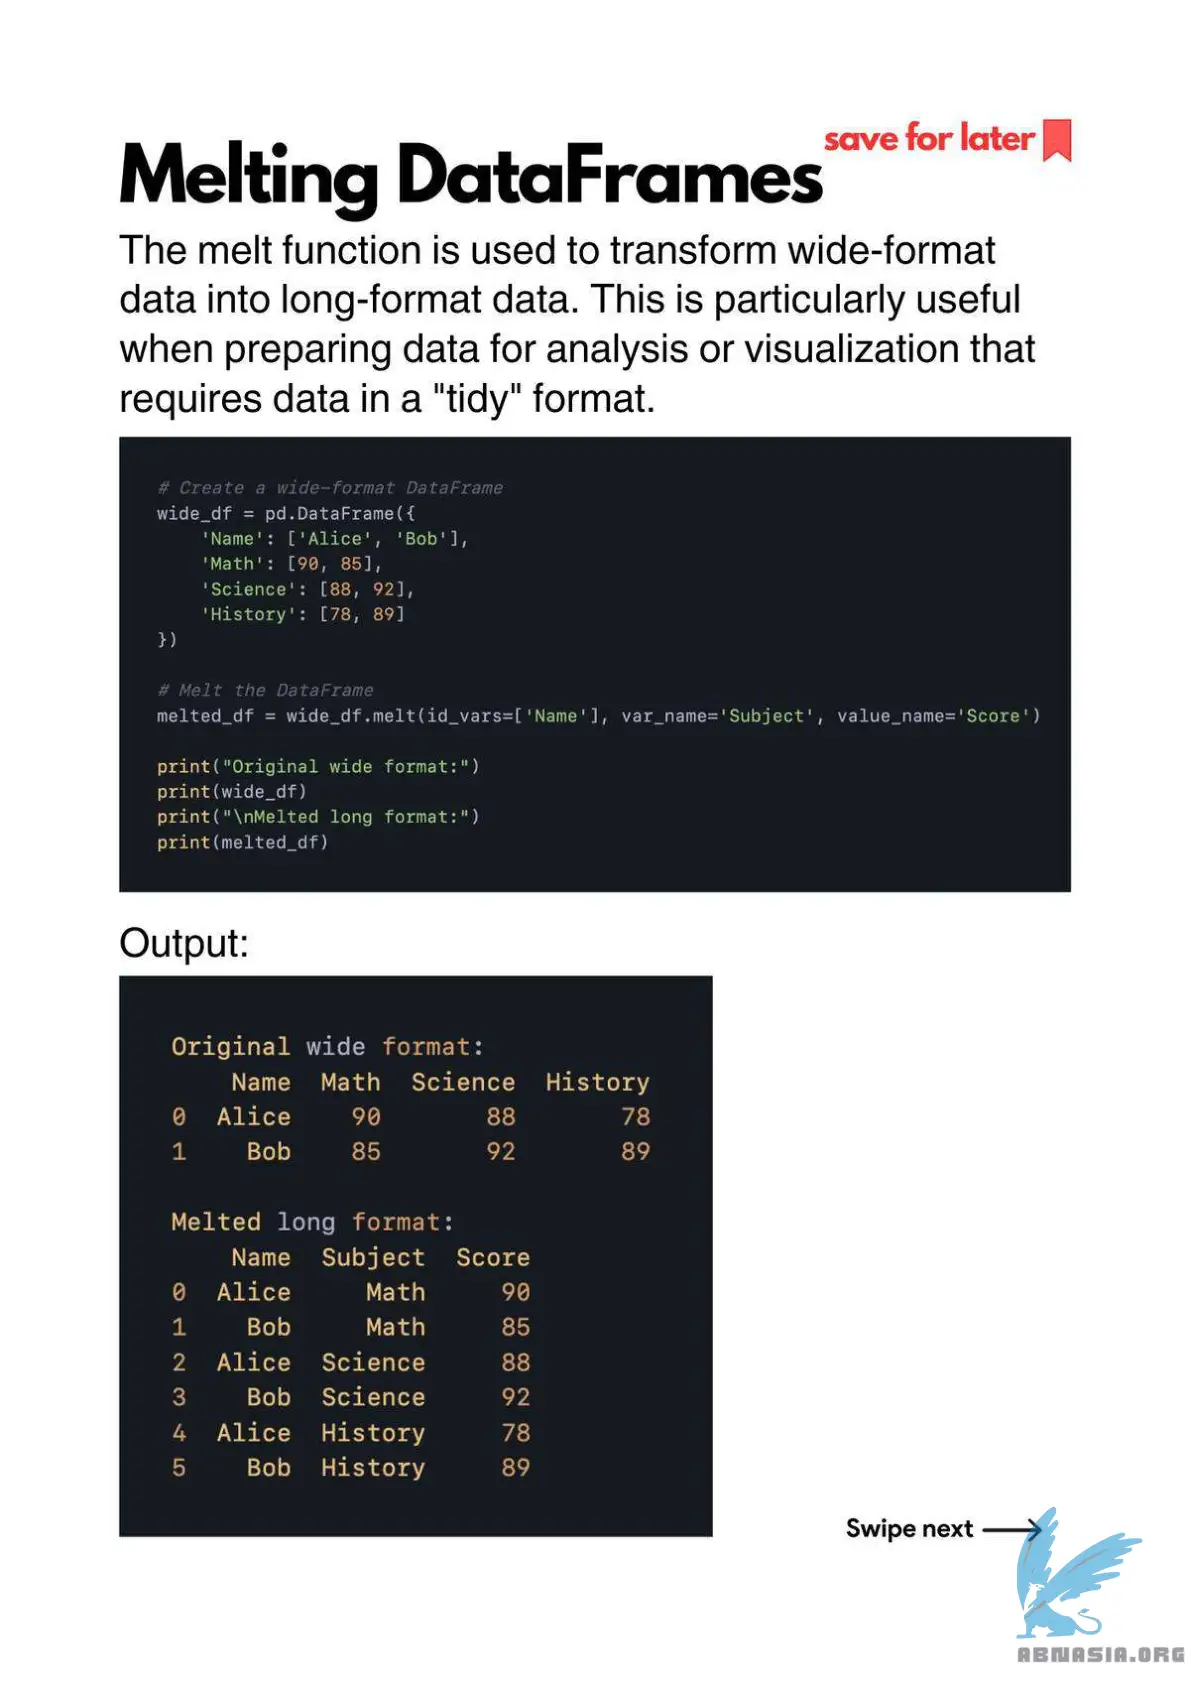 save for later
Melting DataFrames
The melt function is used to transform wide-format
data into long-format data. This is particularly useful
when preparing data for analysis or visualization that
requires data in a "tidy" format.
# Create a wide-format DataFrame
wide_df = pd.DataFrame({
    'Name': ['Alice', 'Bob'],
    'Math': [90, 85],
    'Science': [88, 92],
    'History': [78, 89]
})
# Melt the DataFrame
melted_df = wide_df.melt(id_vars=['Name'], var_name='Subject', value_name='Score')
print("Original wide format:")
print(wide_df)
print("\nMelted long format:")
print(melted_df)
Output:
Original wide format:
    Name  Math  Science  History
0  Alice    90       88       78
1    Bob    85       92       89
Melted long format:
    Name  Subject  Score
0  Alice     Math     90
1    Bob     Math     85
2  Alice  Science     88
3    Bob  Science     92
4  Alice  History     78
5    Bob  History     89
Swipe next
ABNASIA.ORG